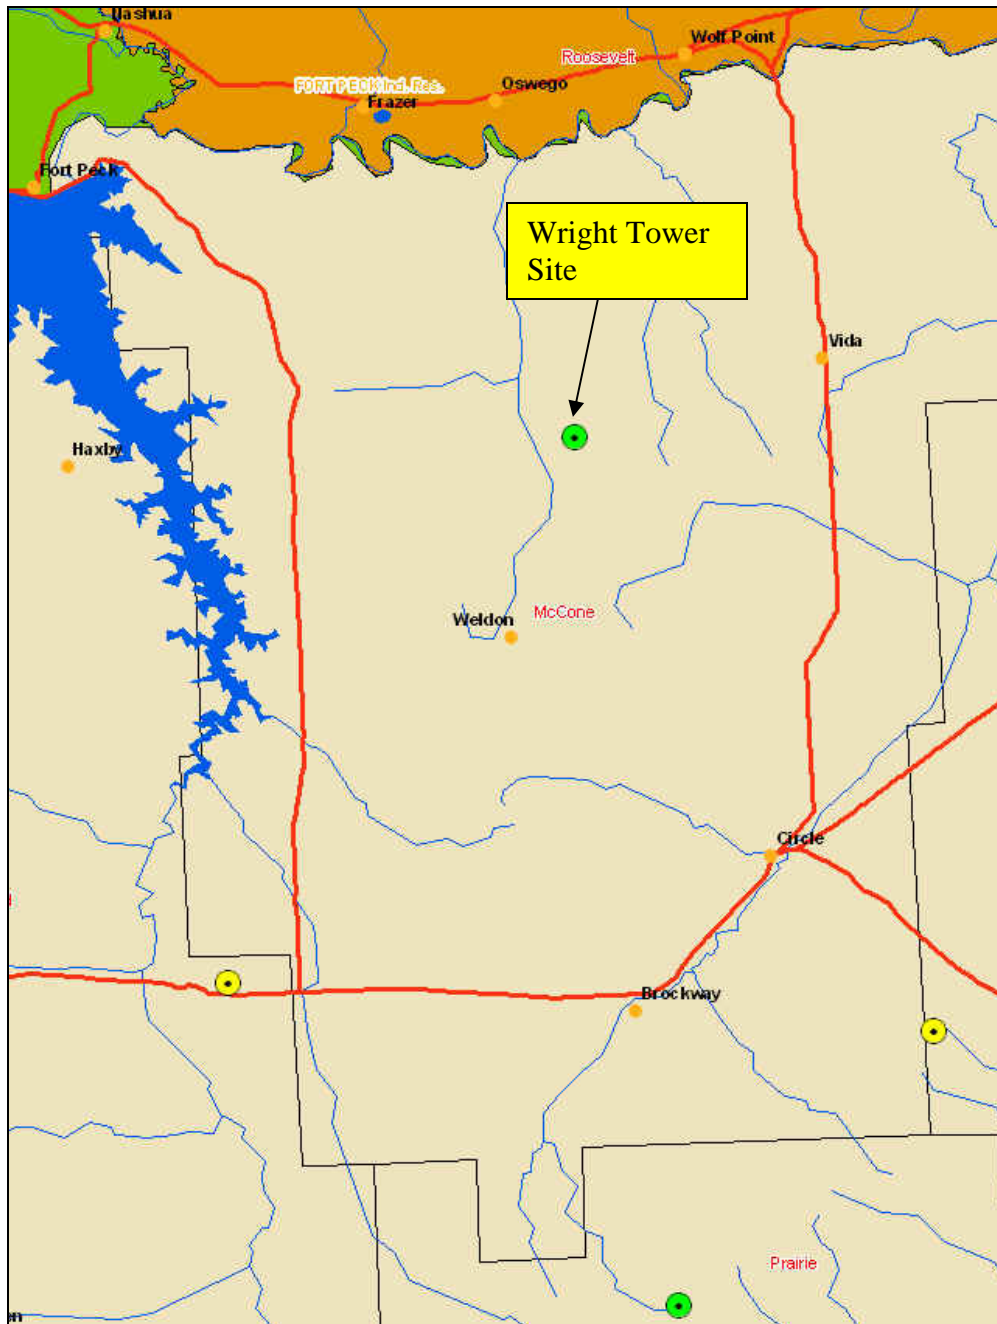 Nashua
Wolf Point
Roosevelt
FORT PECK Ind. Res.
Oswego
Frazer
Fort Peck
Wright Tower
Site
Vida
Haxby
Weldon
McCone
Circle
Brockway
Prairie